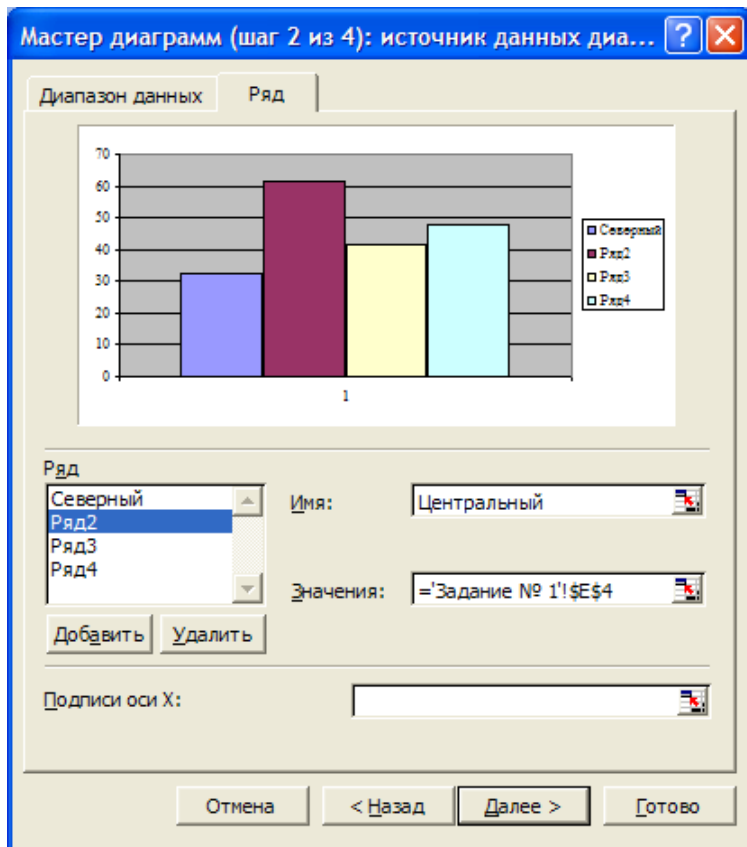 Мастер диаграмм (шаг 2 из 4): источник данных диа...
Диапазон данных
Ряд
70
60
50
40
30
20
10
0
1
Северный
Ряд2
Ряд3
Ряд4
Ряд
Северный
Ряд2
Ряд3
Ряд4
Имя:
Центральный
Значения:
='Задание № 1'!$E$4
Добавить
Удалить
Подписи оси X:
Отмена
< Назад
Далее >
Готово